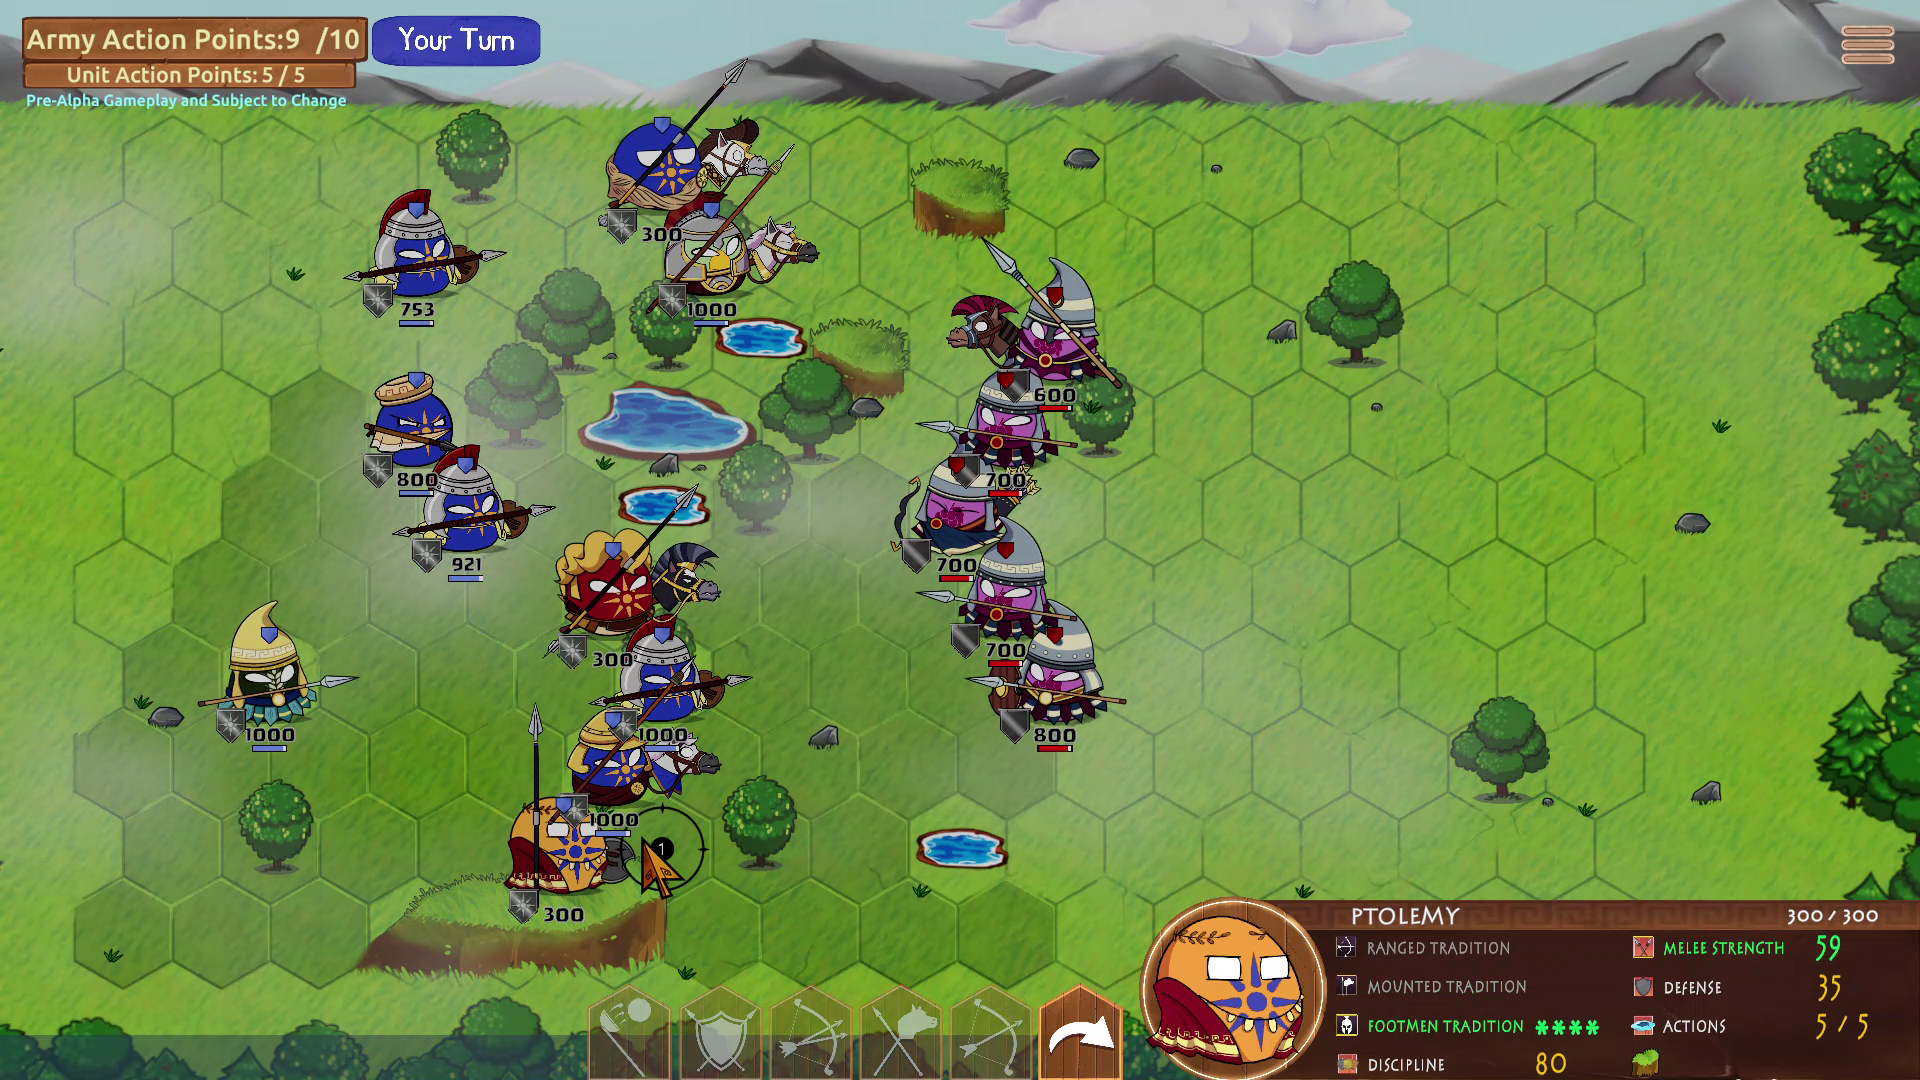 Army Action Points:9 /10
Your Turn
Unit Action Points: 5 / 5
Pre-Alpha Gameplay and Subject to Change
300
753
1000
600
800
700
921
700
300
700
1000
1000
800
1000
1
300
PTOLEMY
300 / 300
RANGED TRADITION
MELEE STRENGTH 59
MOUNTED TRADITION
DEFENSE 35
FOOTMEN TRADITION ****
ACTIONS 5 / 5
DISCIPLINE 80